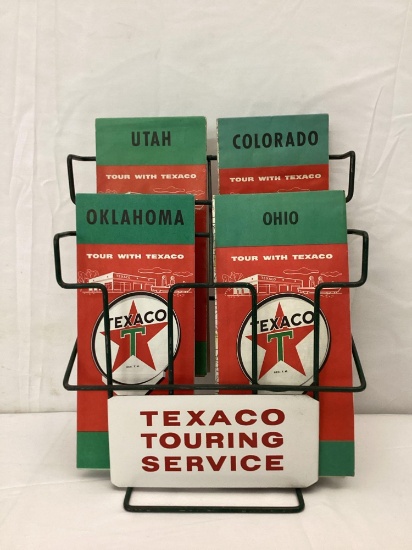 UTAH
TOUR WITH TEXACO
COLORADO
TOUR WITH TEXACO
OKLAHOMA
TOUR WITH TEXACO
TEXACO
T
OHIO
TOUR WITH TEXACO
TEXACO
T
TEXACO
TOURING
SERVICE